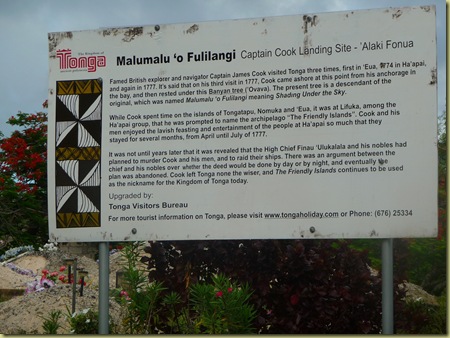 The Kingdom of
Tonga
Malumalu 'o Fulilangi Captain Cook Landing Site - 'Alaki Fonua
Famed British explorer and navigator Captain James Cook visited Tonga three times, first in 'Eua, 1774 in Ha'apai,
and again in 1777. It's said that on his third visit in 1777, Cook came ashore at this point from his anchorage in
the bay, and then rested under this Banyan tree ('Ovava). The present tree is a descendant of the
original, which was named Malumalu 'o Fulilangi meaning Shading Under the Sky.
While Cook spent time on the islands of Tongatapu, Nomuka and 'Eua, it was at Lifuka, among the
Ha'apai group, that he was prompted to name the archipelago "The Friendly Islands". Cook and his
men enjoyed the lavish feasting and entertainment of the people at Ha'apai so much that they
stayed for several months, from April until July of 1777.
It was not until years later that it was revealed that the High Chief Finau 'Ulukalala and his nobles had
planned to murder Cook and his men, and to raid their ships. There was an argument between the
chief and his nobles over whther the deed would be done by day or by night, and eventually the
plan was abandoned. Cook left Tonga none the wiser, and The Friendly Islands continues to be used
as the nickname for the Kingdom of Tonga today.
Upgraded by:
Tonga Visitors Bureau
For more tourist information on Tonga, please visit www.tongaholiday.com or Phone: (676) 25334